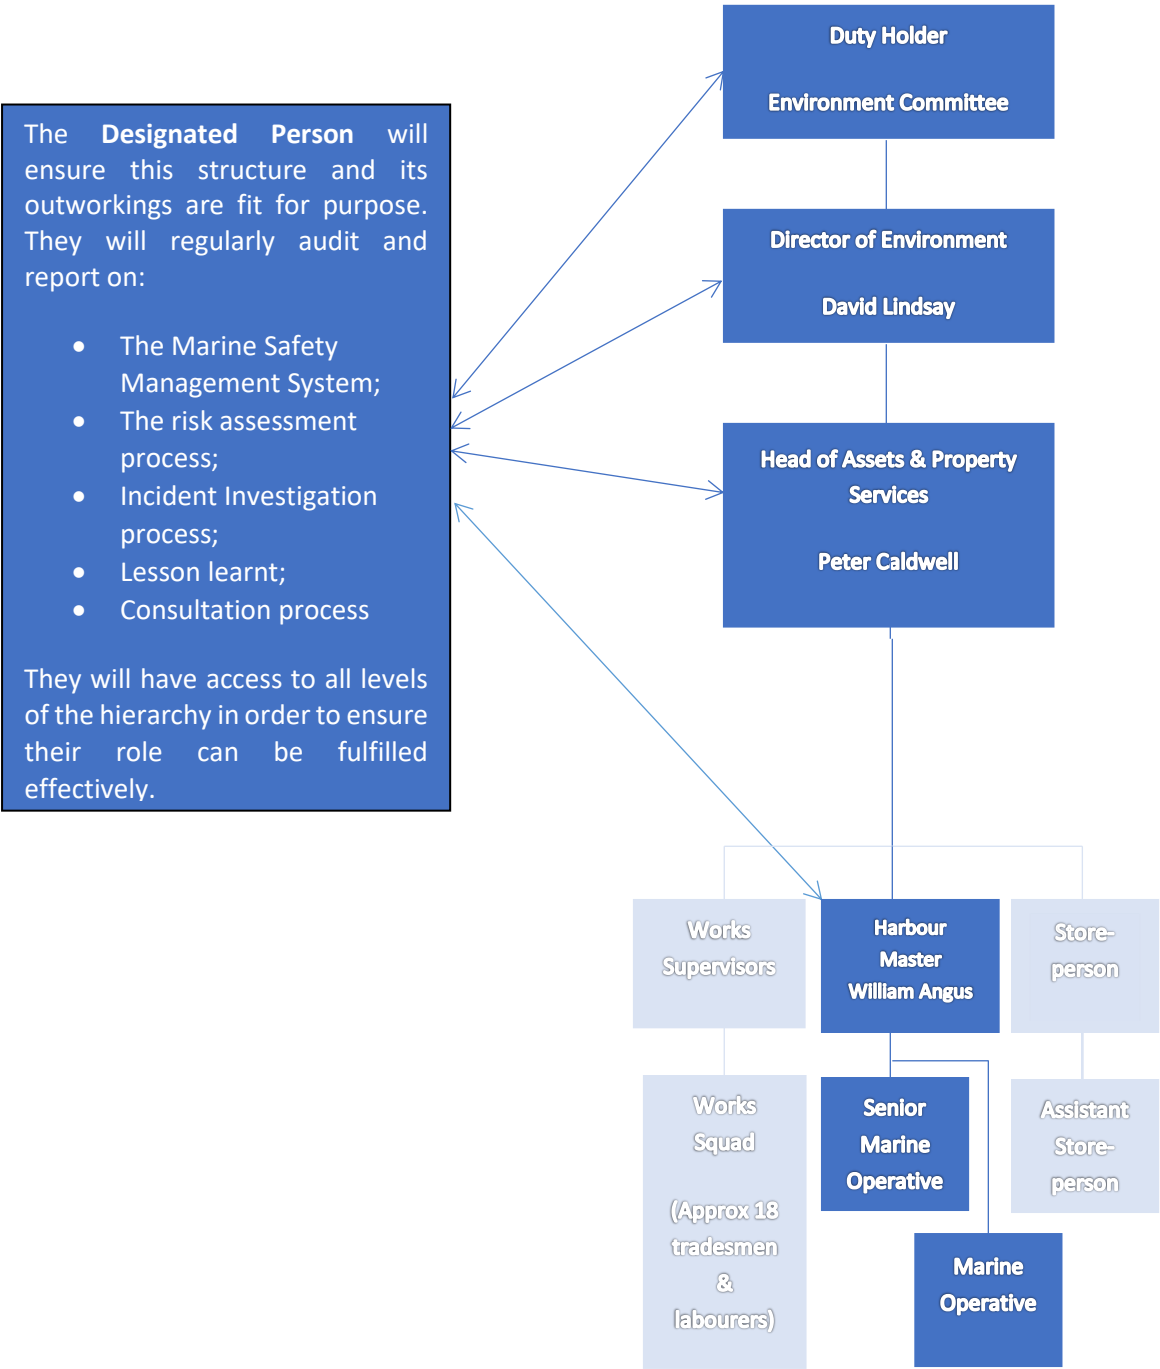 Duty Holder
Environment Committee
The Designated Person will
ensure this structure and its
outworkings are fit for purpose.
They will regularly audit and
report on:
• The Marine Safety
Management System;
• The risk assessment
process;
• Incident Investigation
process;
• Lesson learnt;
• Consultation process
They will have access to all levels
of the hierarchy in order to ensure
their role can be fulfilled
effectively.
Director of Environment
David Lindsay
Head of Assets & Property
Services
Peter Caldwell
Works
Supervisors
Harbour
Master
William Angus
Store-
person
Works
Squad
(Approx 18
tradesmen
&
labourers)
Senior
Marine
Operative
Assistant
Store-
person
Marine
Operative